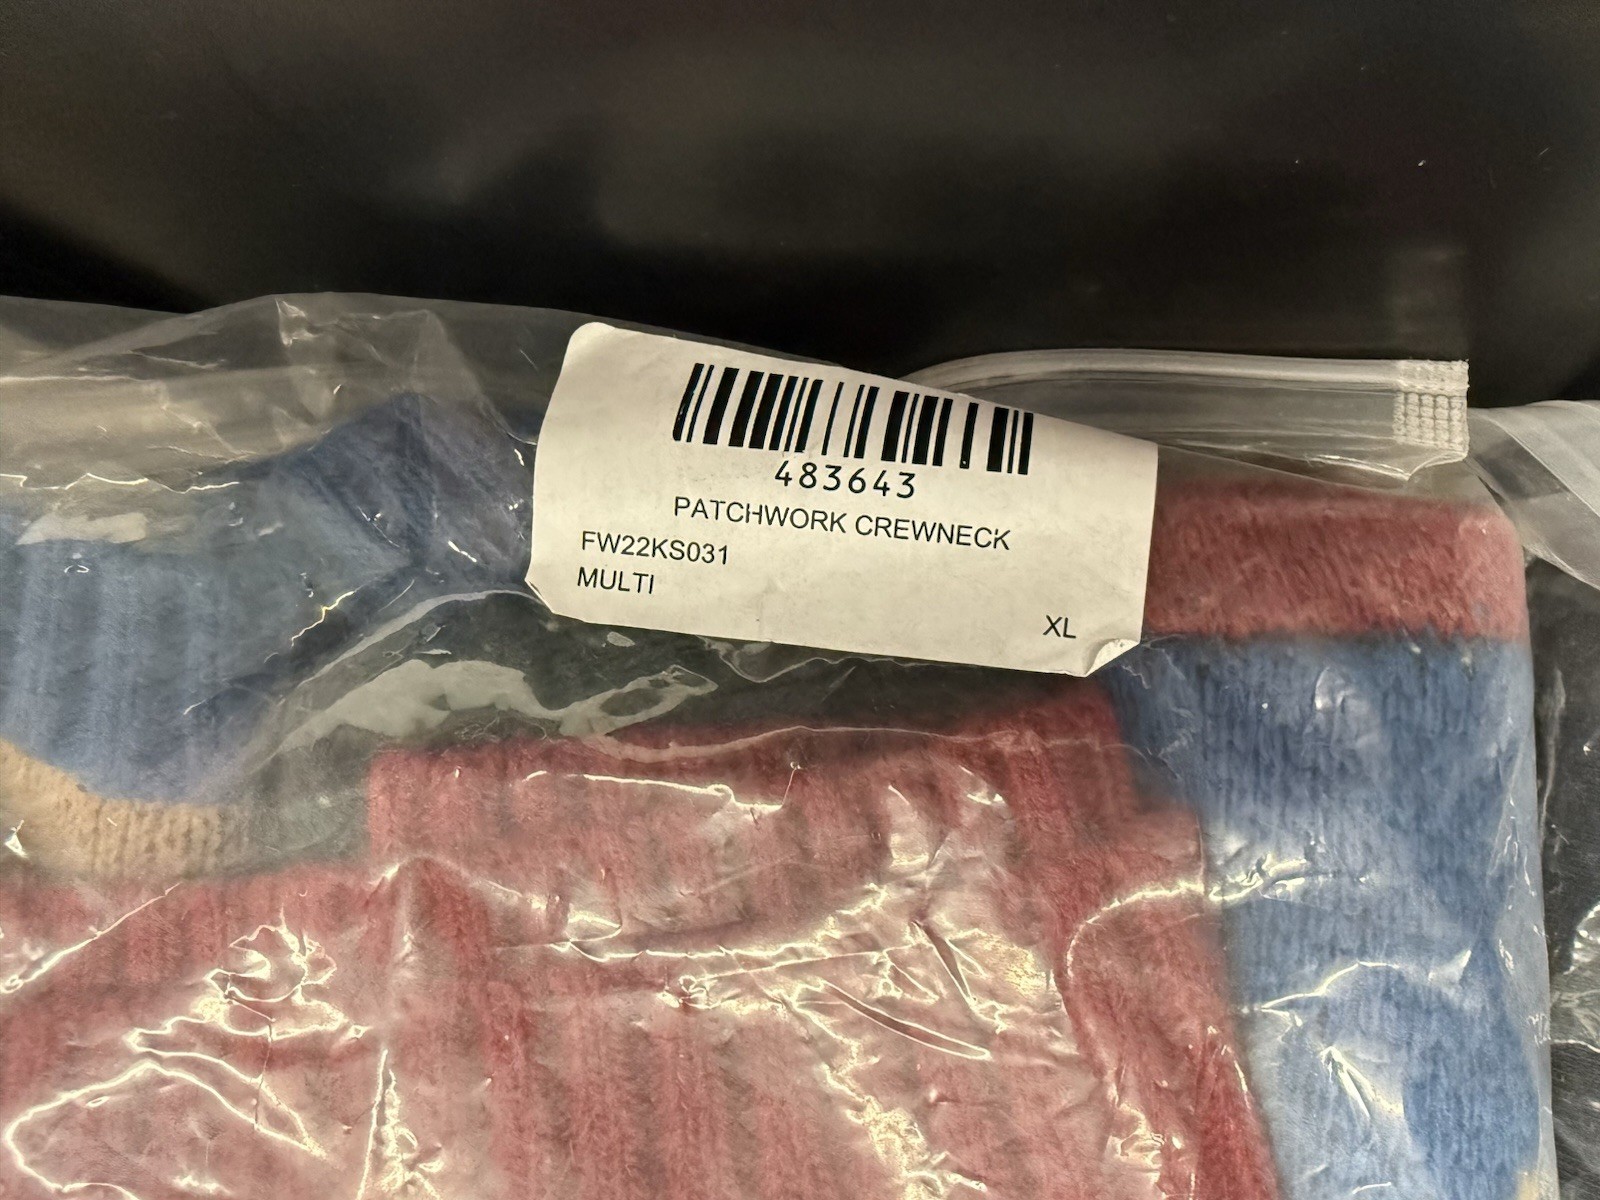 483643
PATCHWORK CREWNECK
FW22KS031
MULTI
XL